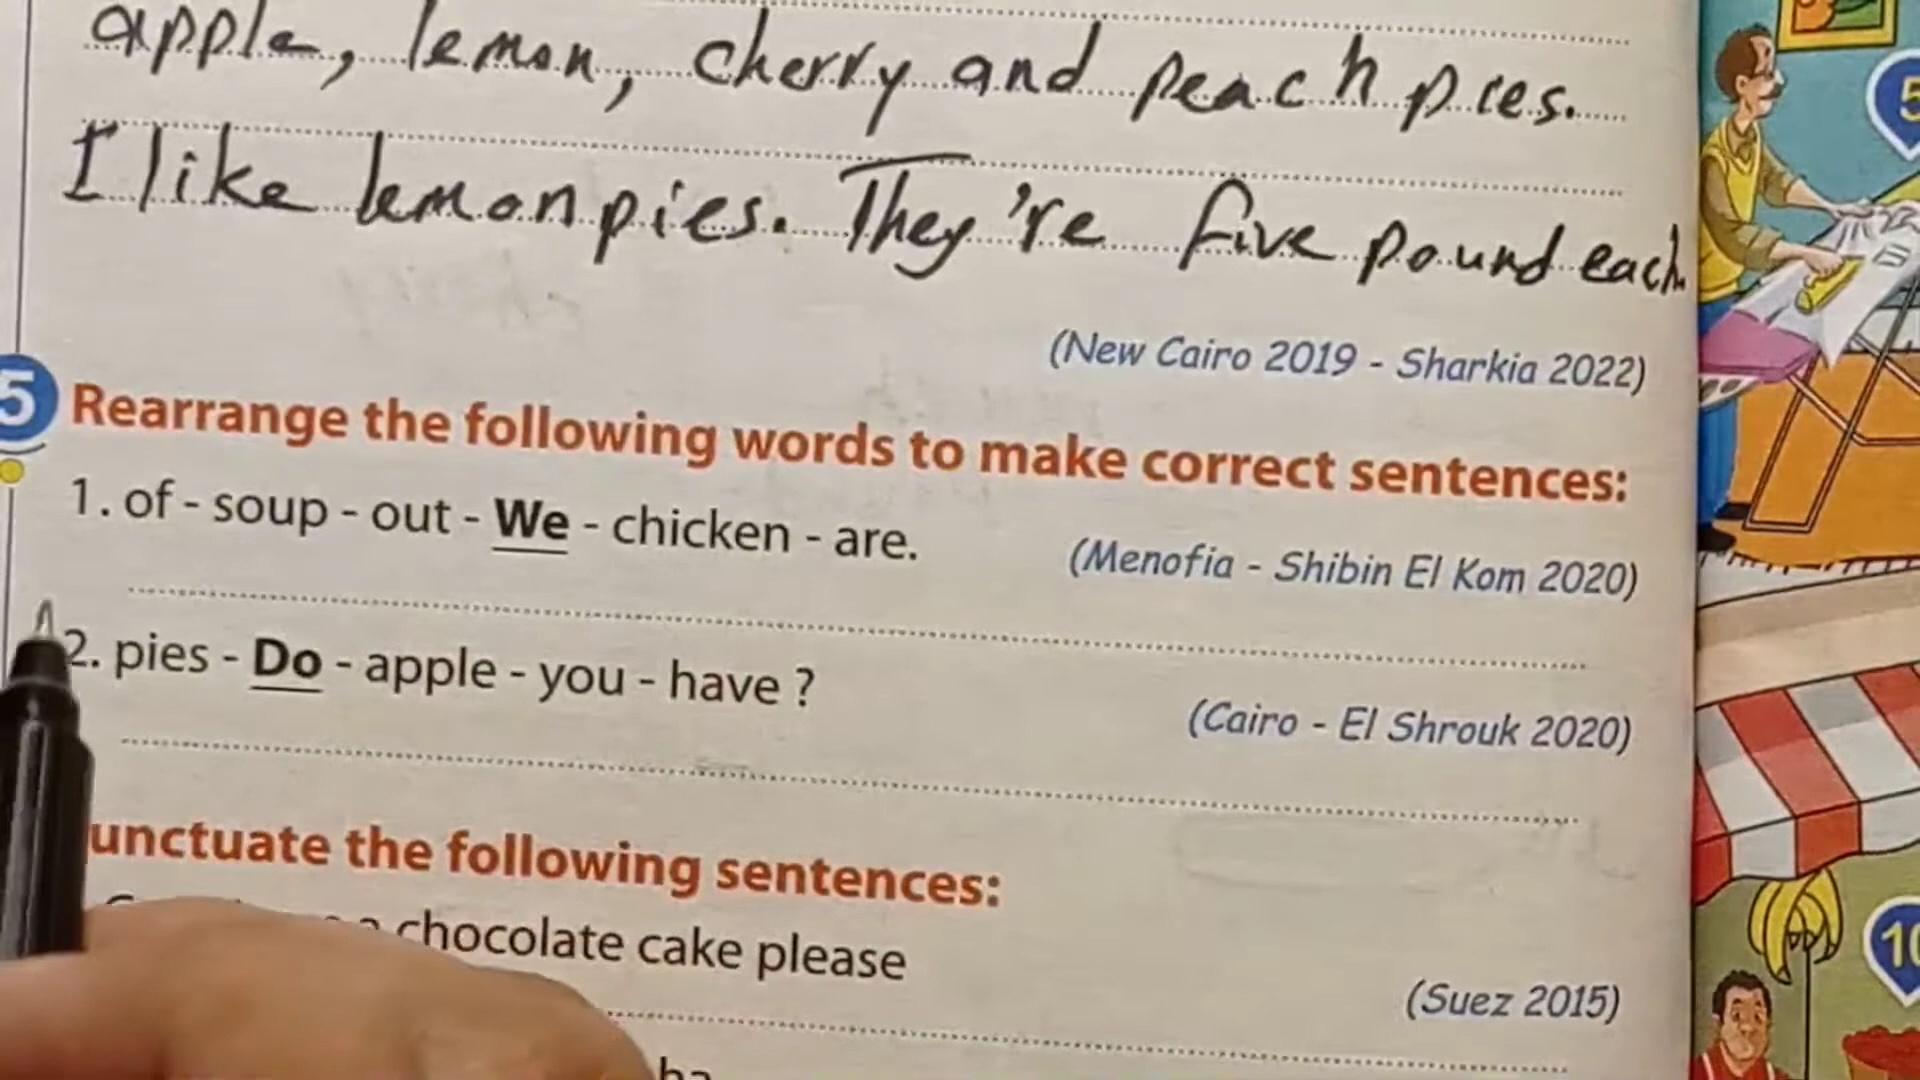 apple, lemon, cherry and peach pies.
I like lemon pies. They're five pound each.
(New Cairo 2019 - Sharkia 2022)
5 Rearrange the following words to make correct sentences:
1. of - soup - out - We - chicken - are.
(Menofia - Shibin El Kom 2020)
2. pies - Do - apple - you - have ?
(Cairo - El Shrouk 2020)
unctuate the following sentences:
chocolate cake please
(Suez 2015)
5
10